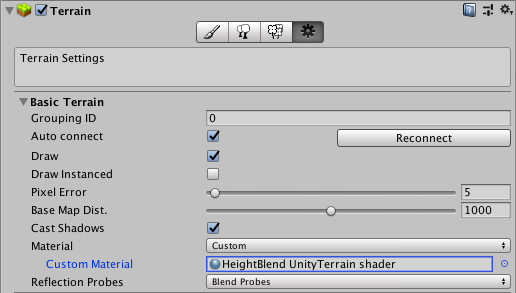 Terrain
Terrain Settings
Basic Terrain
Grouping ID 0
Auto connect Reconnect
Draw
Draw Instanced
Pixel Error 5
Base Map Dist. 1000
Cast Shadows
Material Custom
Custom Material HeightBlend UnityTerrain shader
Reflection Probes Blend Probes